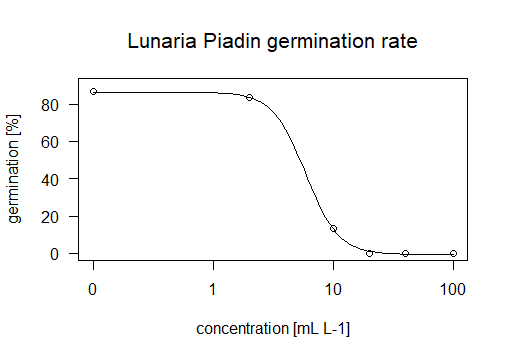 Lunaria Piadin germination rate
germination [%]
80
60
40
20
0
0 1 10 100
concentration [mL L-1]